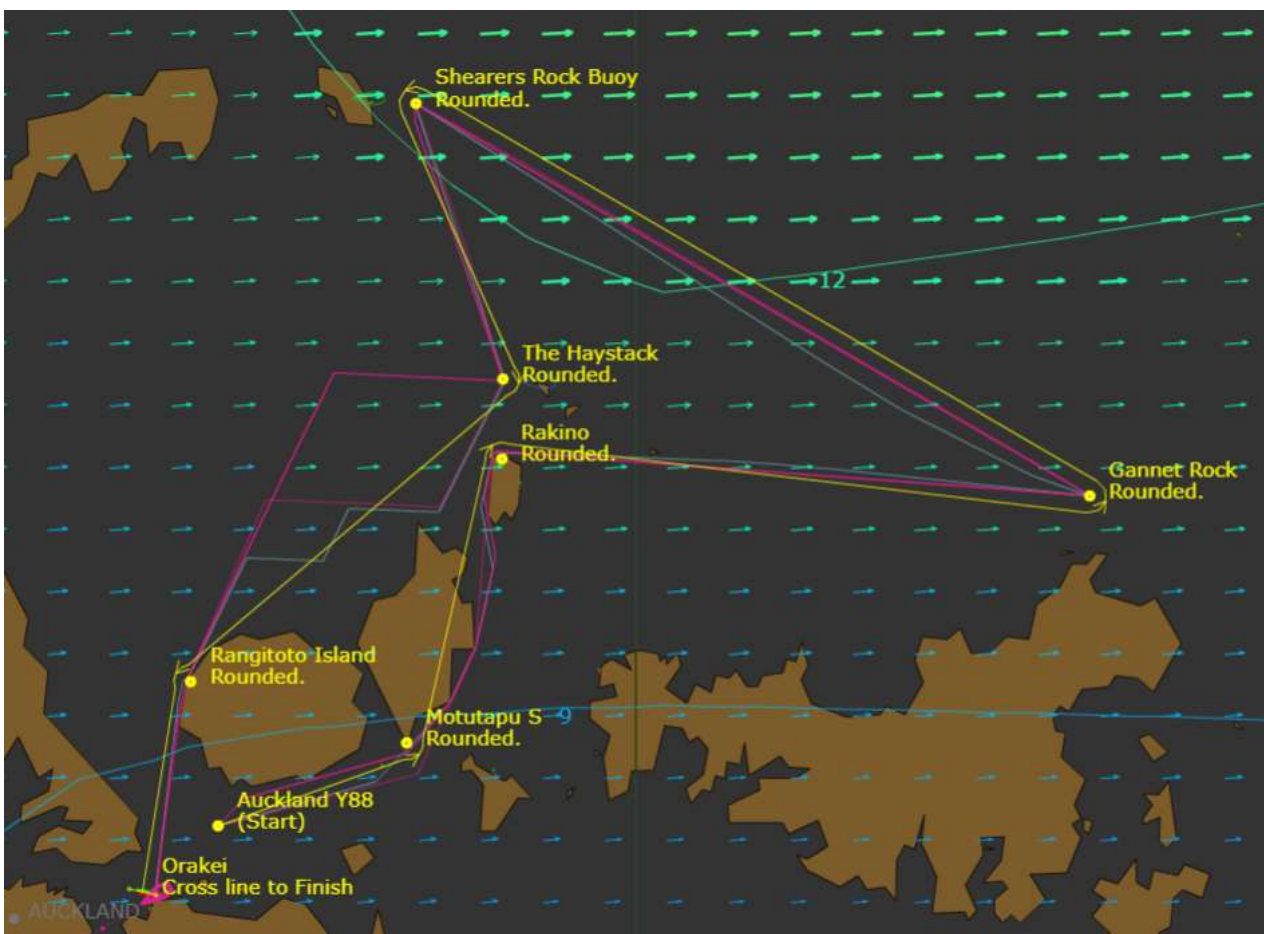 Shearers Rock Buoy
Rounded.
12
The Haystack
Rounded.
Rakino
Rounded.
Gannet Rock
Rounded.
Rangitoto Island
Rounded.
Motutapu S
Rounded.
9
Auckland Y88
(Start)
Orakei
Cross line to Finish
AUCKLAND